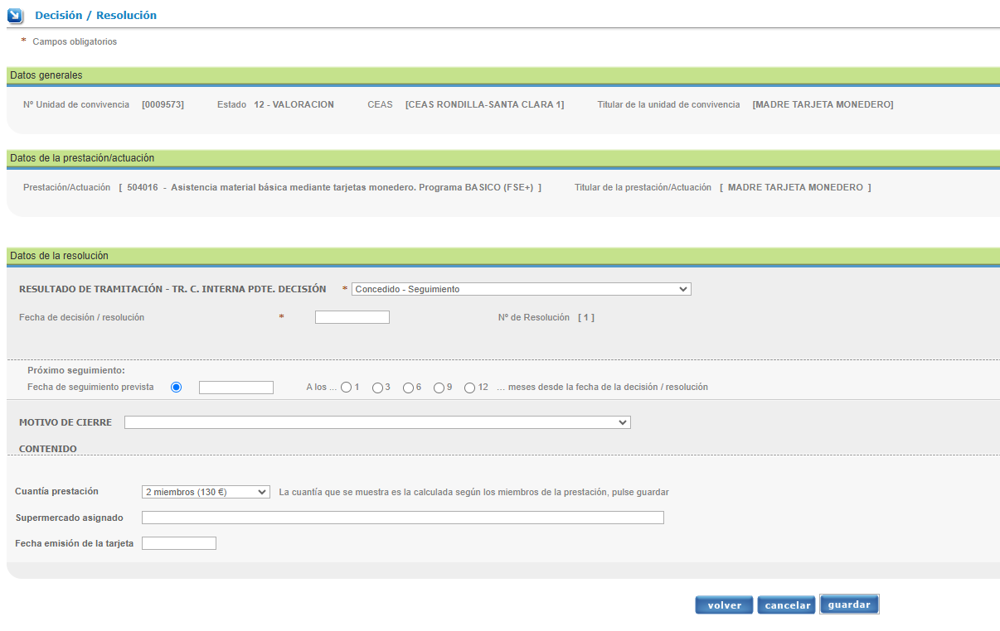 Decisión / Resolución
* Campos obligatorios
Datos generales
Nº Unidad de convivencia [0009573] Estado 12 - VALORACION CEAS [CEAS RONDILLA-SANTA CLARA 1] Titular de la unidad de convivencia [MADRE TARJETA MONEDERO]
Datos de la prestación/actuación
Prestación/Actuación [ 504016 - Asistencia material básica mediante tarjetas monedero. Programa BASICO (FSE+) ] Titular de la prestación/Actuación [ MADRE TARJETA MONEDERO ]
Datos de la resolución
RESULTADO DE TRAMITACIÓN - TR. C. INTERNA PDTE. DECISIÓN * Concedido - Seguimiento
Fecha de decisión / resolución * Nº de Resolución [ 1 ]
Próximo seguimiento:
Fecha de seguimiento prevista A los ... 1 3 6 9 12 ... meses desde la fecha de la decisión / resolución
MOTIVO DE CIERRE
CONTENIDO
Cuantía prestación 2 miembros (130 €) La cuantía que se muestra es la calculada según los miembros de la prestación, pulse guardar
Supermercado asignado
Fecha emisión de la tarjeta
volver cancelar guardar